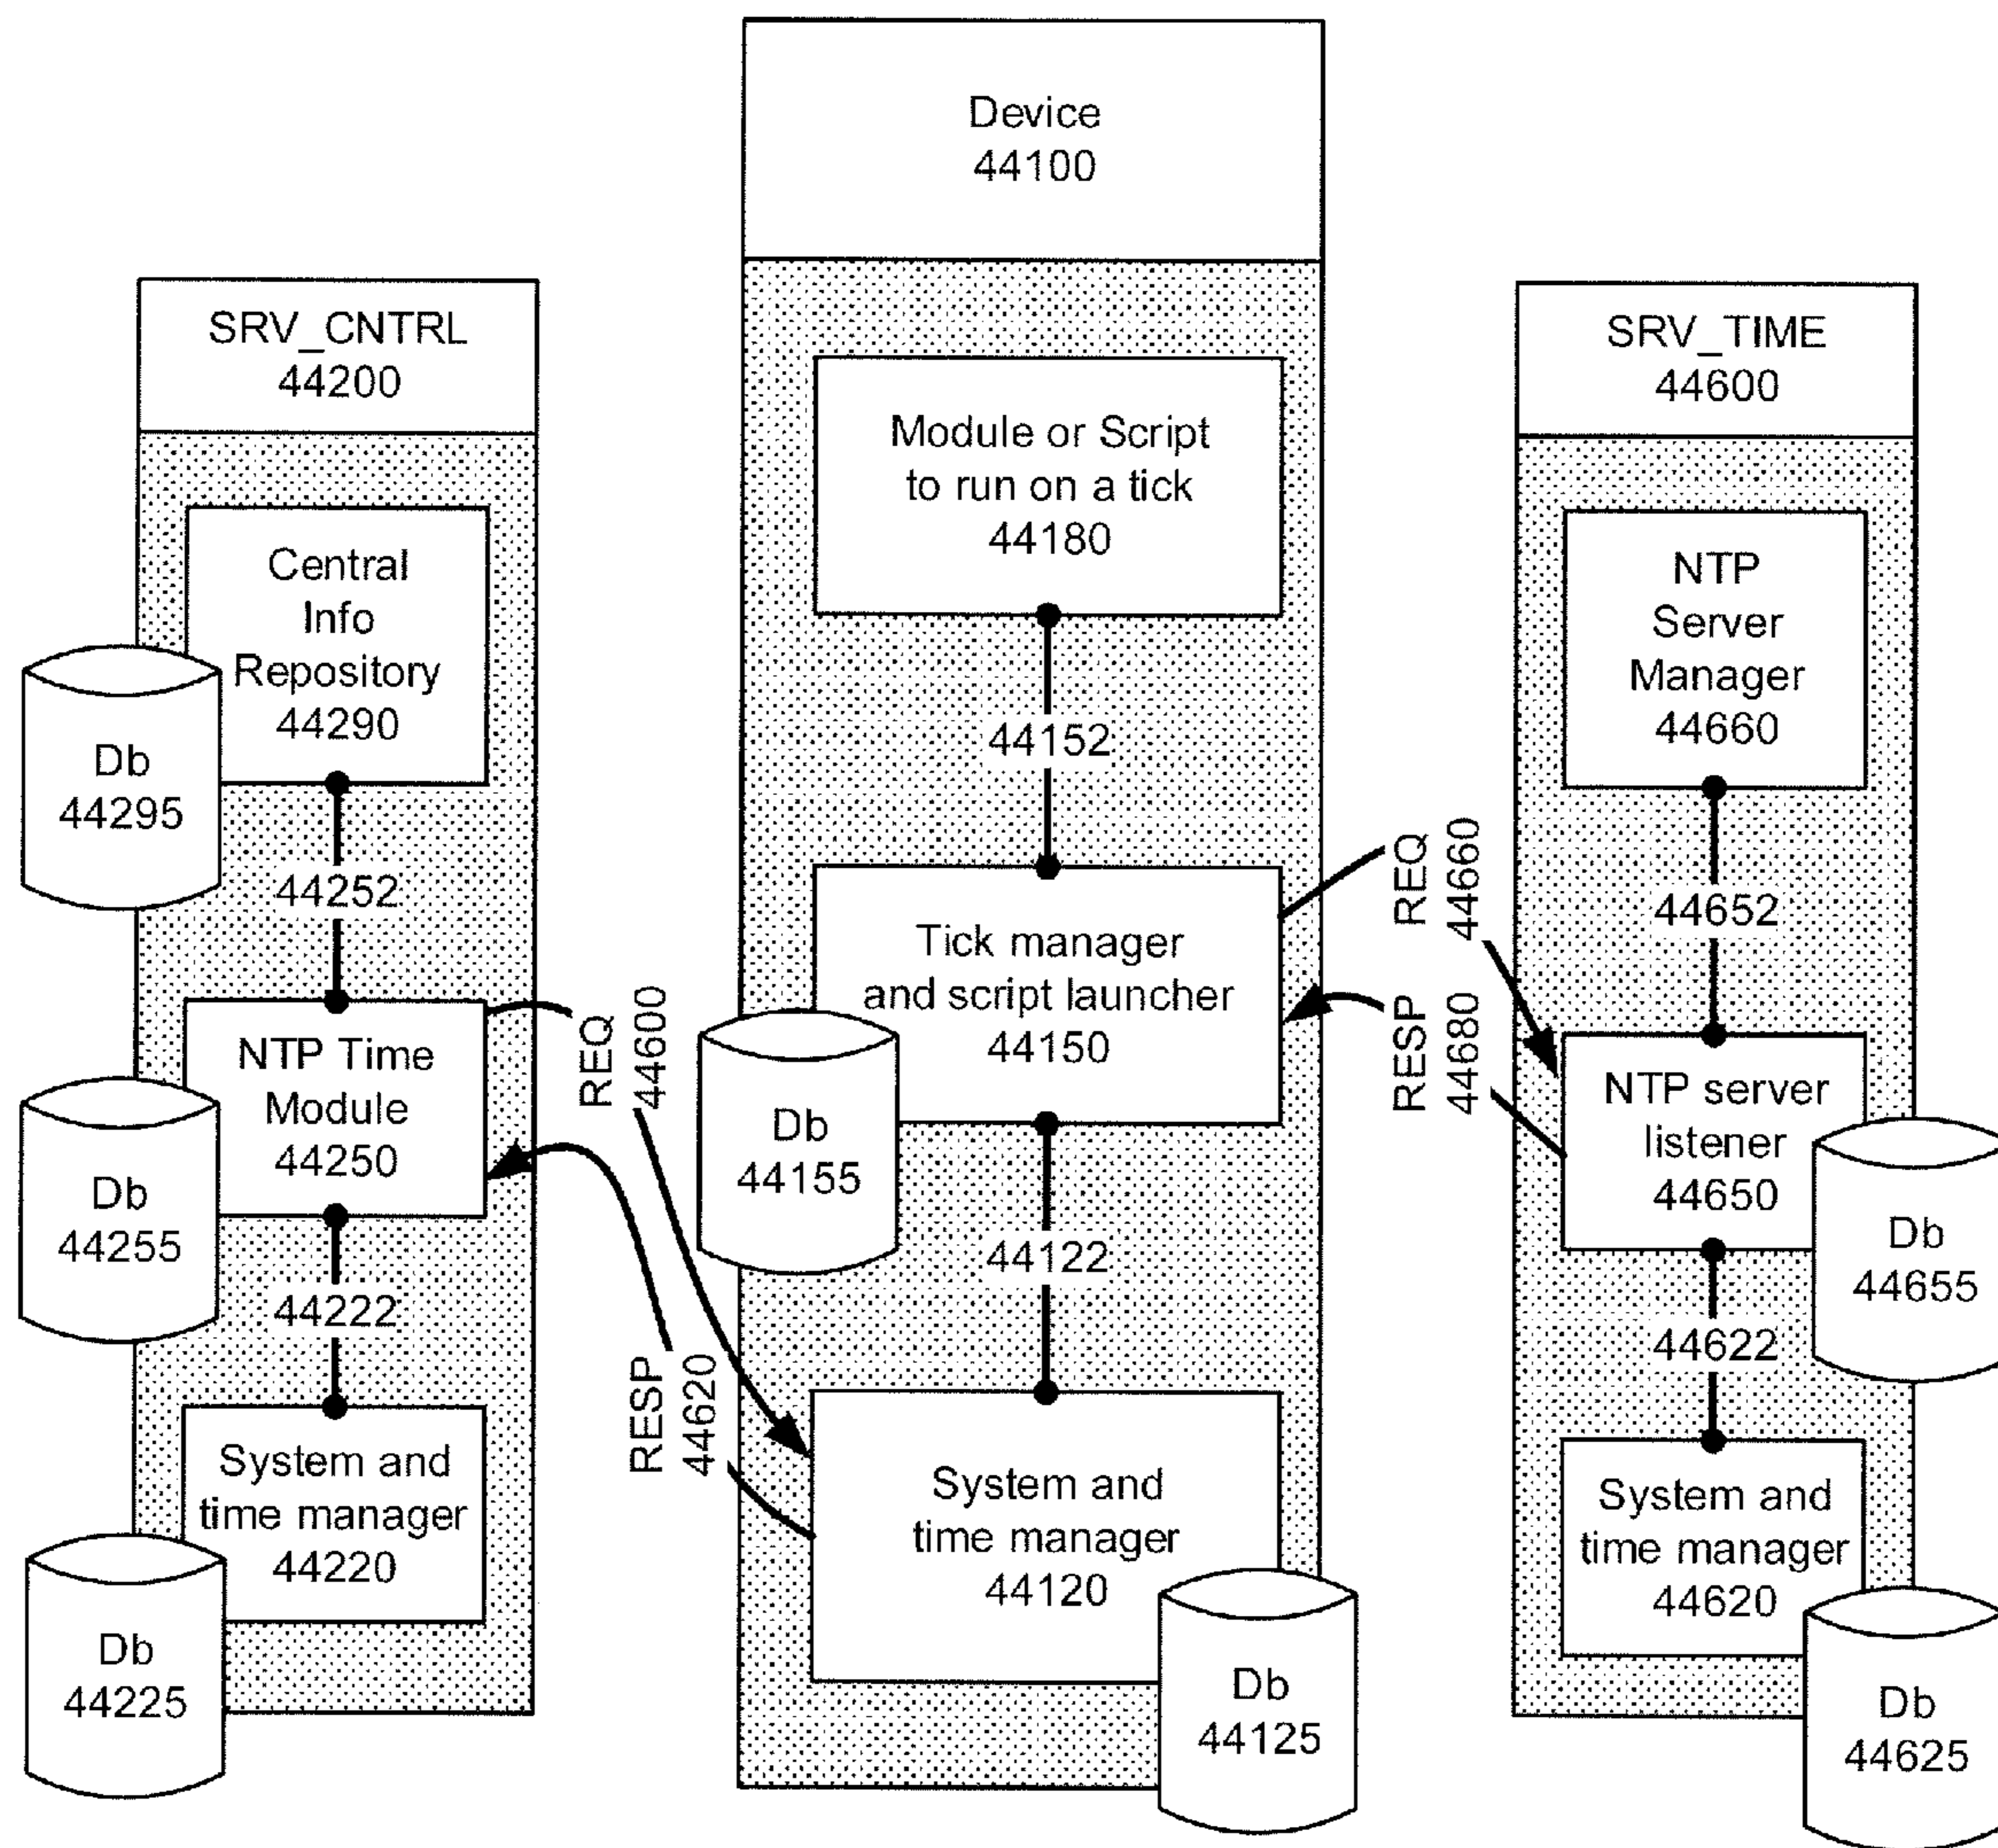 Device
44100
SRV_CNTRL
44200
SRV_TIME
44600
Module or Script
to run on a tick
44180
Central
Info
Repository
44290
NTP
Server
Manager
44660
Db
44295
44152
44252
REQ
44660
44652
Tick manager
and script launcher
44150
RESP
44680
NTP Time
Module
44250
REQ
44600
NTP server
listener
44650
Db
44155
Db
44255
Db
44655
44122
44222
44622
RESP
44620
System and
time manager
44220
System and
time manager
44120
System and
time manager
44620
Db
44225
Db
44125
Db
44625